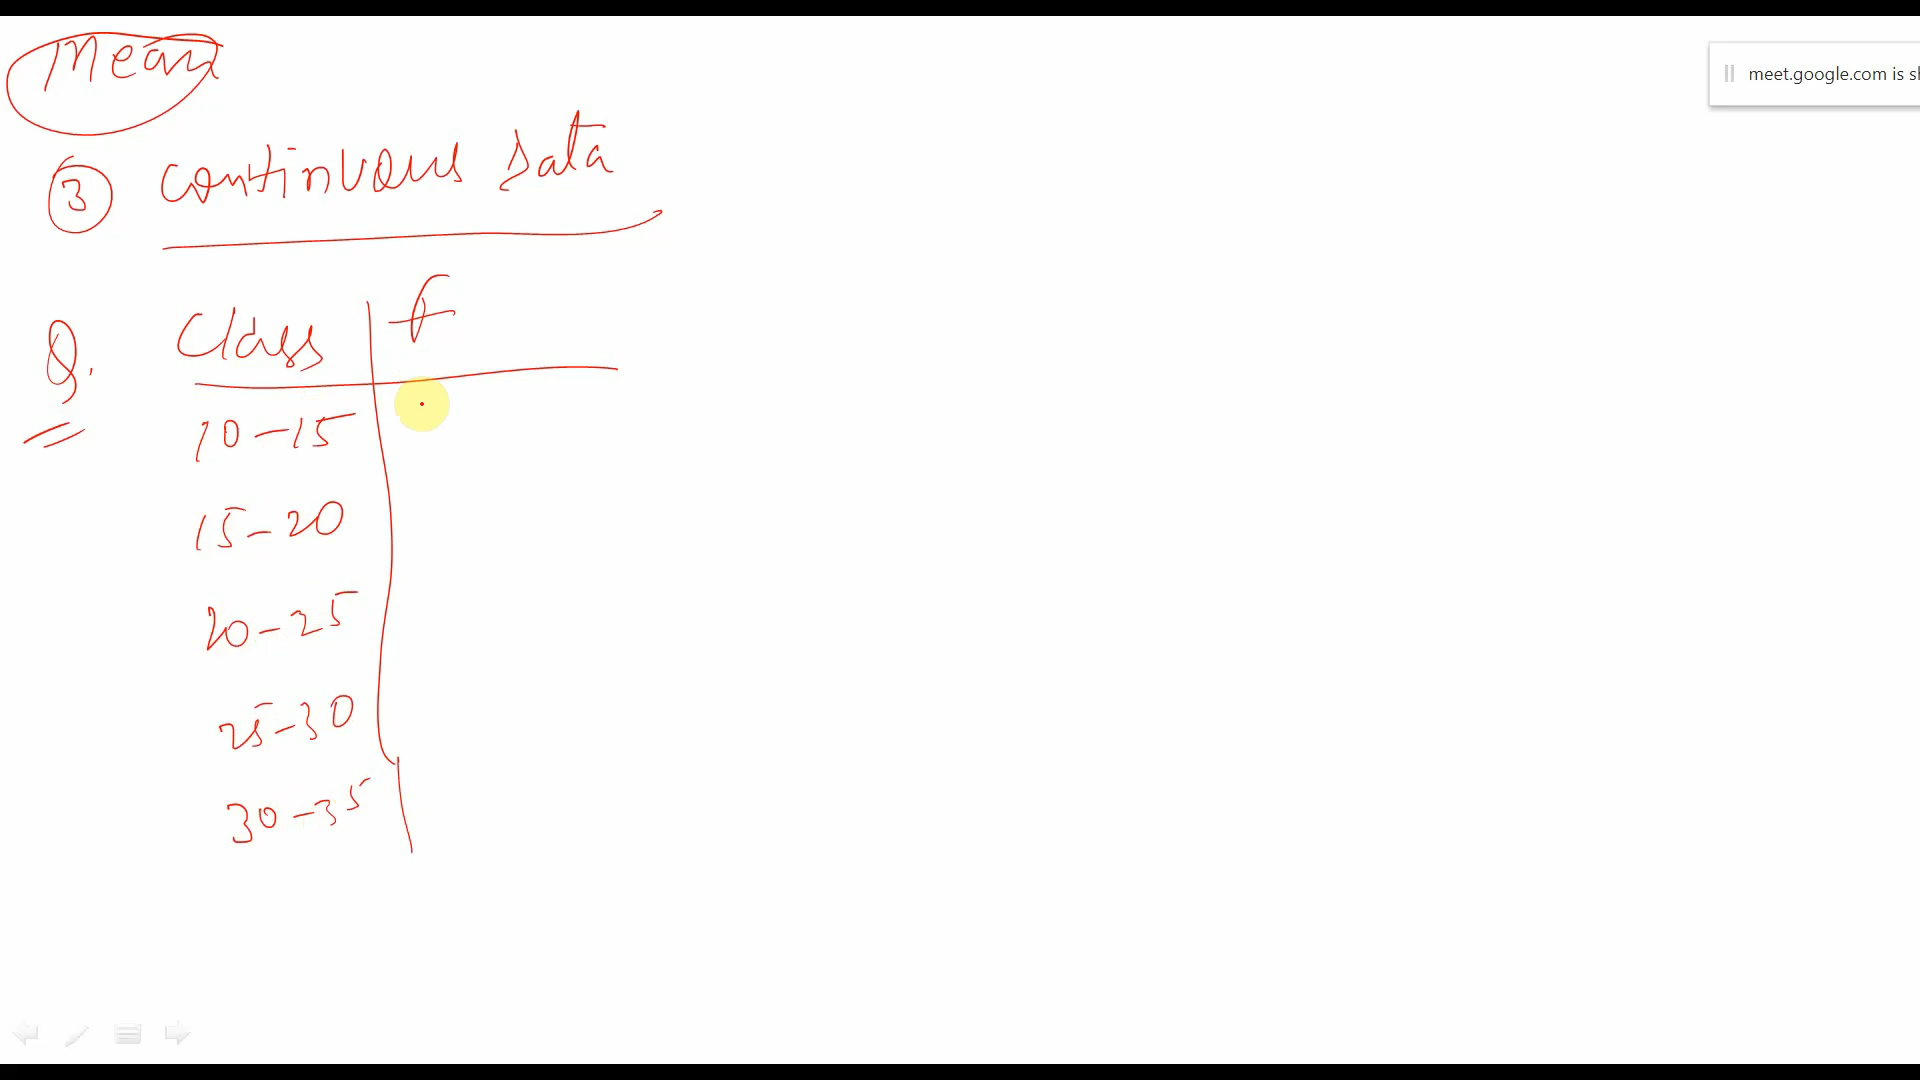 Mean
meet.google.com is sh
3 continuous data
Q. Class f
10-15
15-20
20-25
25-30
30-35